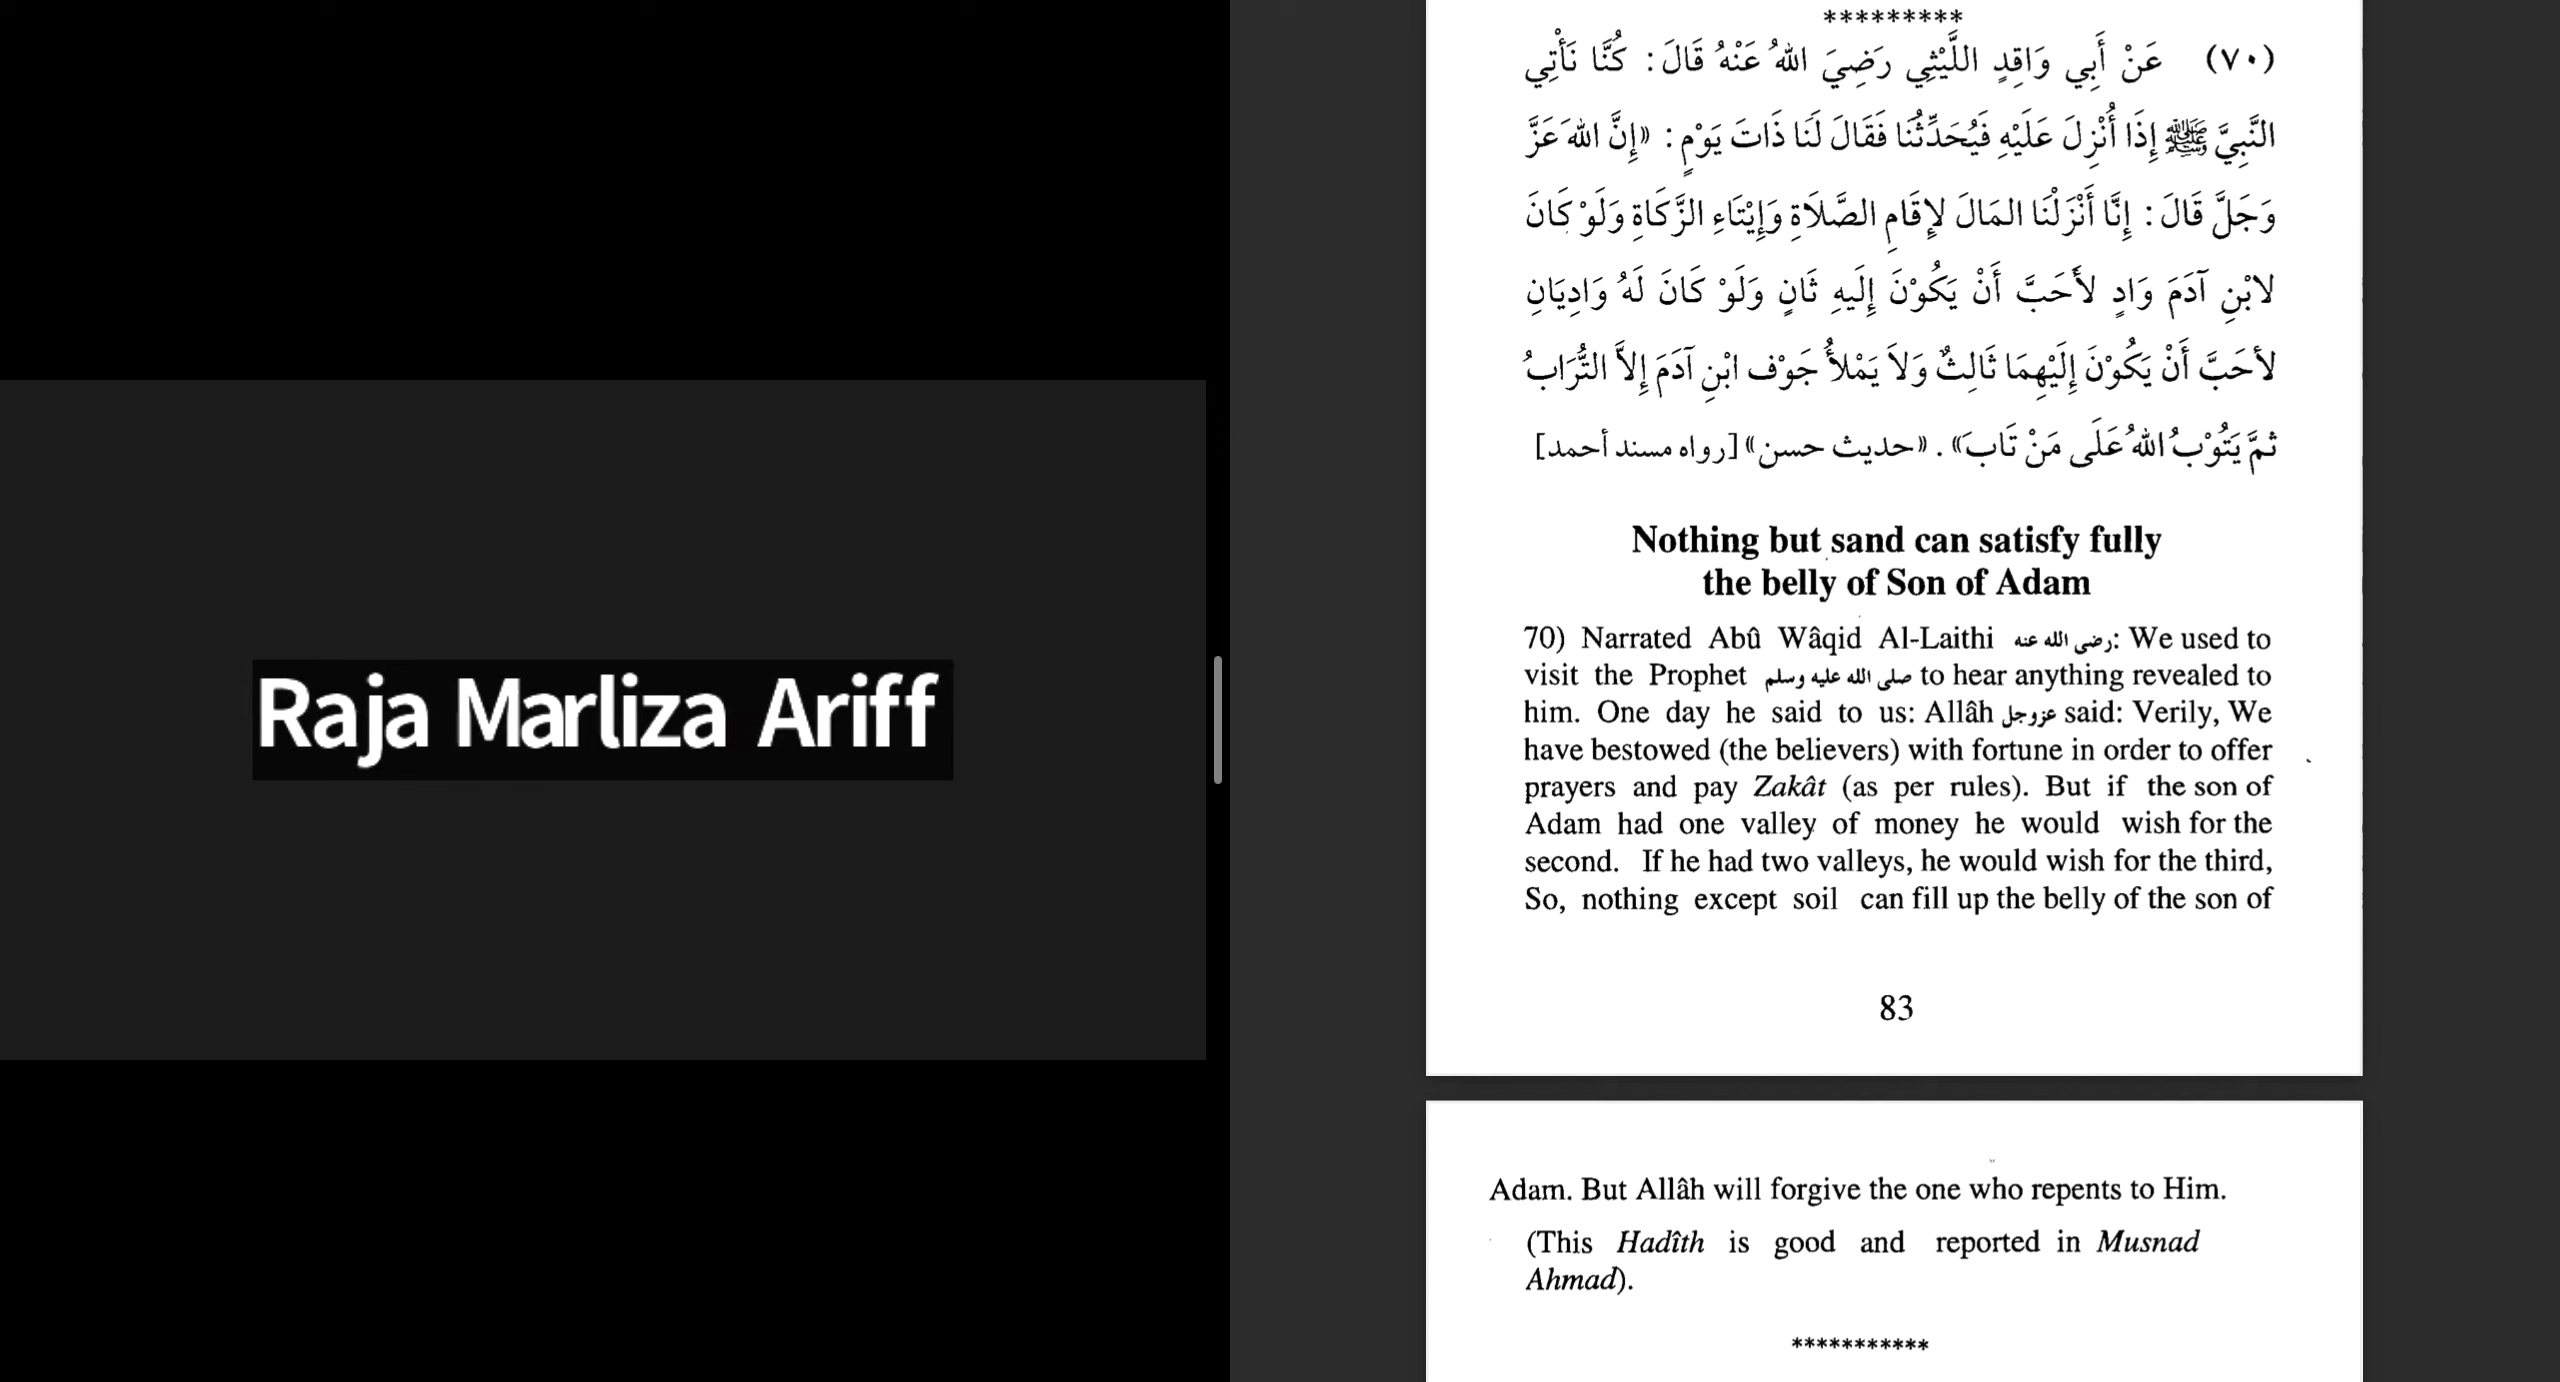 Raja Marliza Ariff
*********
(٧٠) عَنْ أَبِي وَاقِدٍ اللَّيْثِي رَضِيَ اللهُ عَنْهُ قَالَ : كُنَّا نَأْتِي
النَّبِيَّ ﷺ إِذَا أُنْزِلَ عَلَيْهِ فَيُحَدِّثُنَا فَقَالَ لَنَا ذَاتَ يَوْمٍ : «إِنَّ اللهَ عَزَّ
وَجَلَّ قَالَ : إِنَّا أَنْزَلْنَا المَالَ لإِقَامِ الصَّلَاةِ وَإِيْتَاءِ الزَّكَاةِ وَلَوْ كَانَ
لابْنِ آدَمَ وَادٍ لأَحَبَّ أَنْ يَكُوْنَ إِلَيهِ ثَانٍ وَلَوْ كَانَ لَهُ وَادِيَانِ
لأحَبَّ أَنْ يَكُوْنَ إِلَيْهِمَا ثَالِثٌ وَلاَ يَمْلأُ جَوْف ابْنِ آدَمَ إِلاَّ التُّرَابُ
ثمَّ يَتُوْبُ اللهُ عَلَى مَنْ تَابَ» . «حديث حسن» [رواه مسند أحمد]
Nothing but sand can satisfy fully
the belly of Son of Adam
70) Narrated Abû Wâqid Al-Laithi رضى الله عنه: We used to
visit the Prophet صلى الله عليه وسلم to hear anything revealed to
him. One day he said to us: Allâh عزوجل said: Verily, We
have bestowed (the believers) with fortune in order to offer
prayers and pay Zakât (as per rules). But if the son of
Adam had one valley of money he would wish for the
second. If he had two valleys, he would wish for the third,
So, nothing except soil can fill up the belly of the son of
83
Adam. But Allâh will forgive the one who repents to Him.
(This Hadîth is good and reported in Musnad
Ahmad).
***********